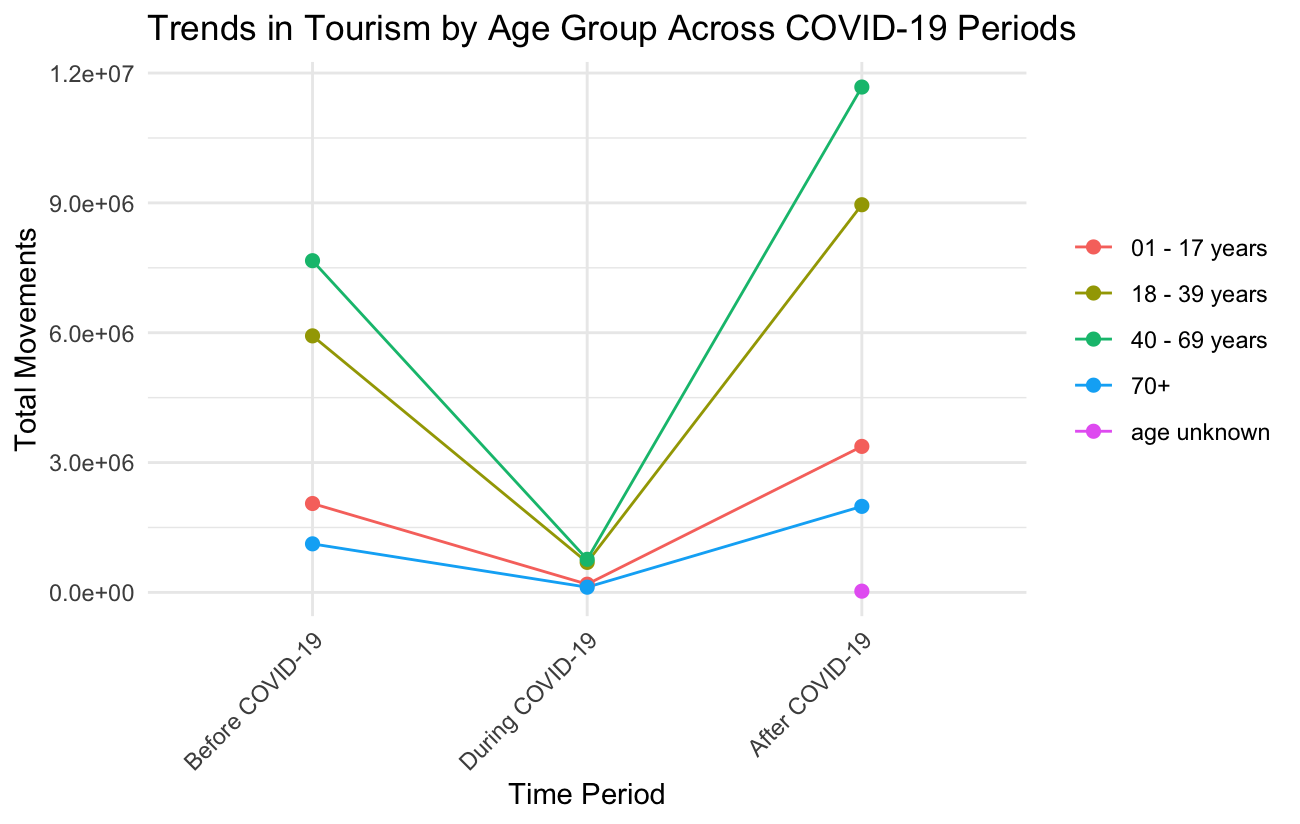 Trends in Tourism by Age Group Across COVID-19 Periods
1.2e+07
9.0e+06
6.0e+06
3.0e+06
0.0e+00
Total Movements
Before COVID-19
During COVID-19
After COVID-19
Time Period
01 - 17 years
18 - 39 years
40 - 69 years
70+
age unknown